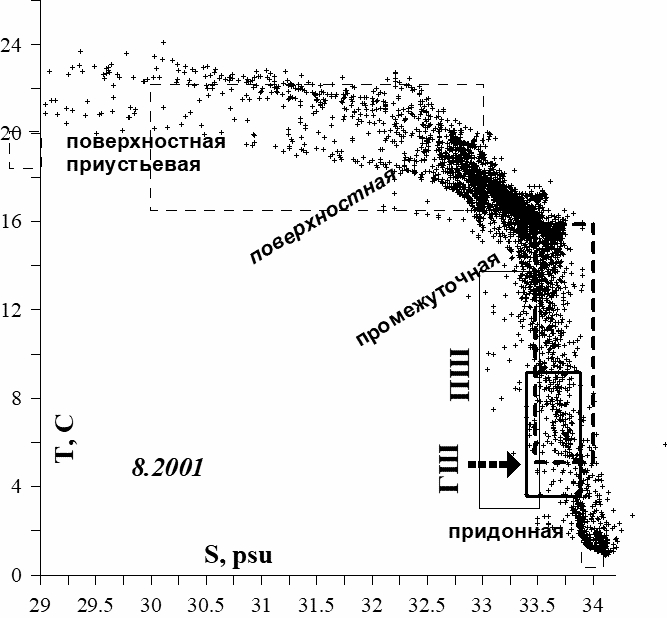 24
20
поверхностная
приустьевая
поверхностная
16
промежуточная
12
ПШ
8
T, C
8.2001
ГШ
4
придонная
S, psu
0
29 29.5 30 30.5 31 31.5 32 32.5 33 33.5 34